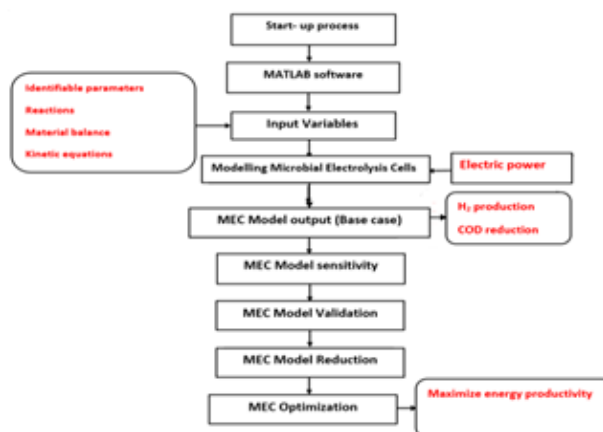 Start- up process
MATLAB software
Identifiable parameters
Reactions
Material balance
Kinetic equations
Input Variables
Modelling Microbial Electrolysis Cells
Electric power
MEC Model output (Base case)
H₂ production
COD reduction
MEC Model sensitivity
MEC Model Validation
MEC Model Reduction
MEC Optimization
Maximize energy productivity